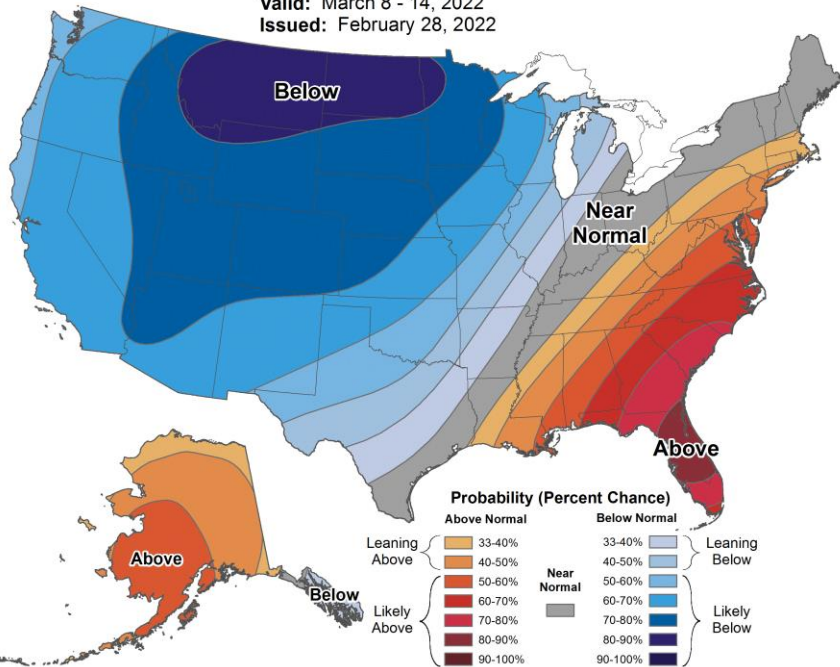 Valid: March 8 - 14, 2022
Issued: February 28, 2022
Below
Near
Normal
Above
Above
Below
Probability (Percent Chance)
Above Normal
Below Normal
Leaning
Above
Likely
Above
33-40%
40-50%
50-60%
60-70%
70-80%
80-90%
90-100%
Near
Normal
33-40%
40-50%
50-60%
60-70%
70-80%
80-90%
90-100%
Leaning
Below
Likely
Below